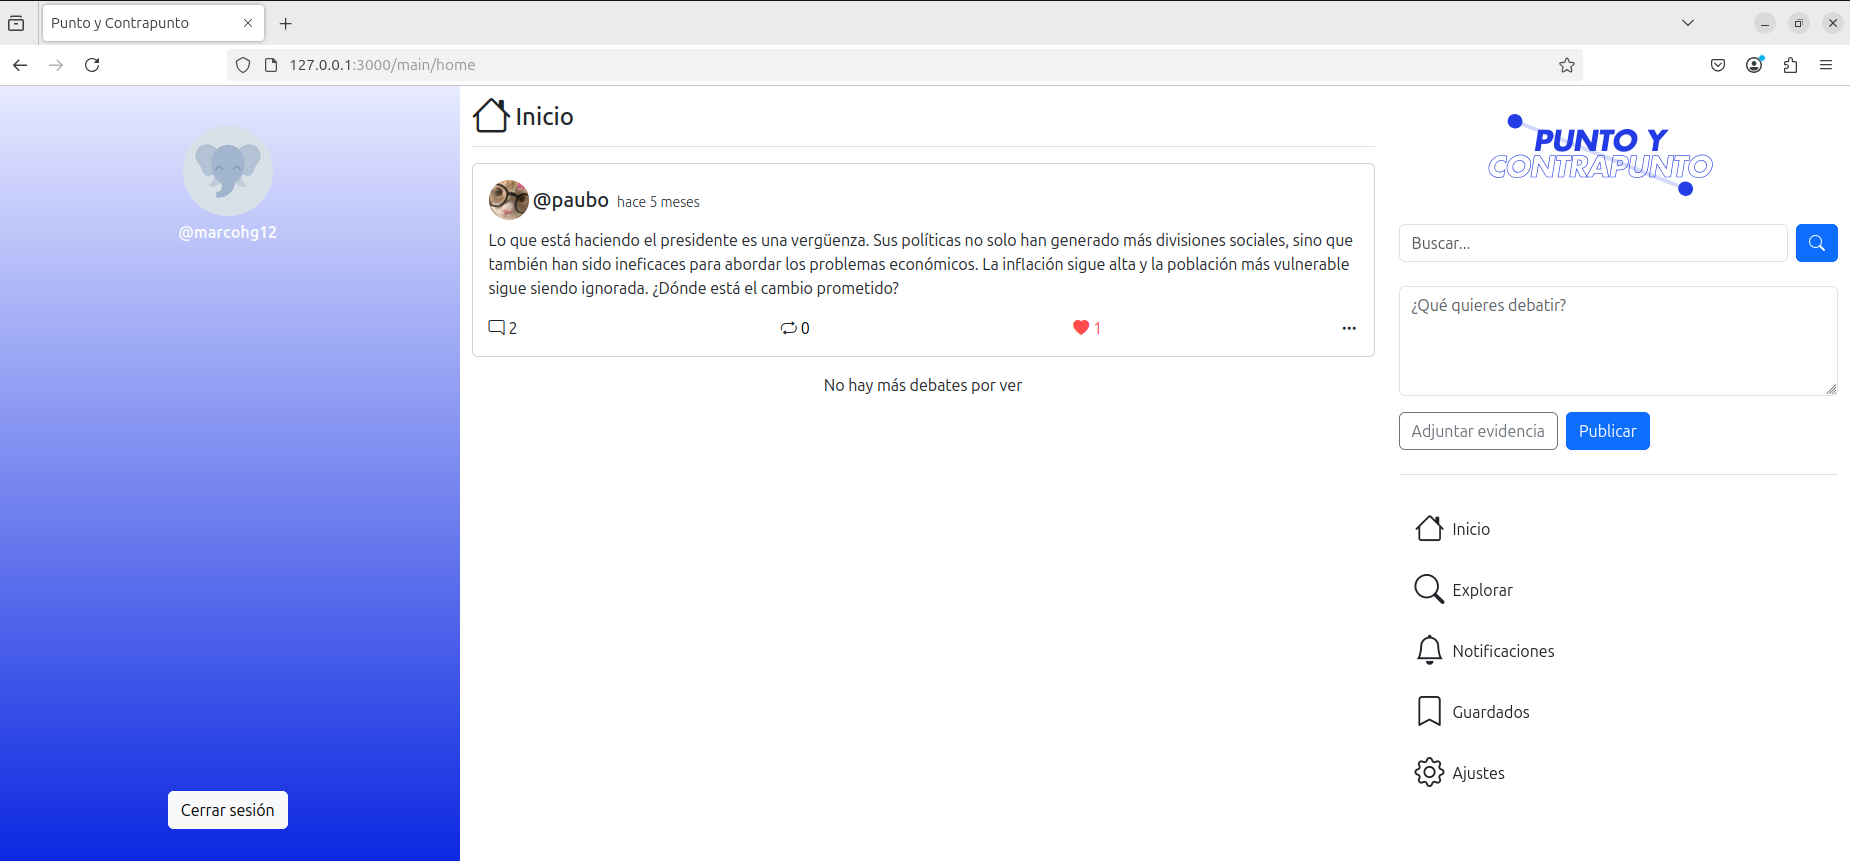 Punto y Contrapunto
127.0.0.1:3000/main/home
@marcohg12
Cerrar sesión
Inicio
@paubo hace 5 meses
Lo que está haciendo el presidente es una vergüenza. Sus políticas no solo han generado más divisiones sociales, sino que
también han sido ineficaces para abordar los problemas económicos. La inflación sigue alta y la población más vulnerable
sigue siendo ignorada. ¿Dónde está el cambio prometido?
2 0 1
No hay más debates por ver
PUNTO Y
CONTRAPUNTO
Buscar...
¿Qué quieres debatir?
Adjuntar evidencia Publicar
Inicio
Explorar
Notificaciones
Guardados
Ajustes